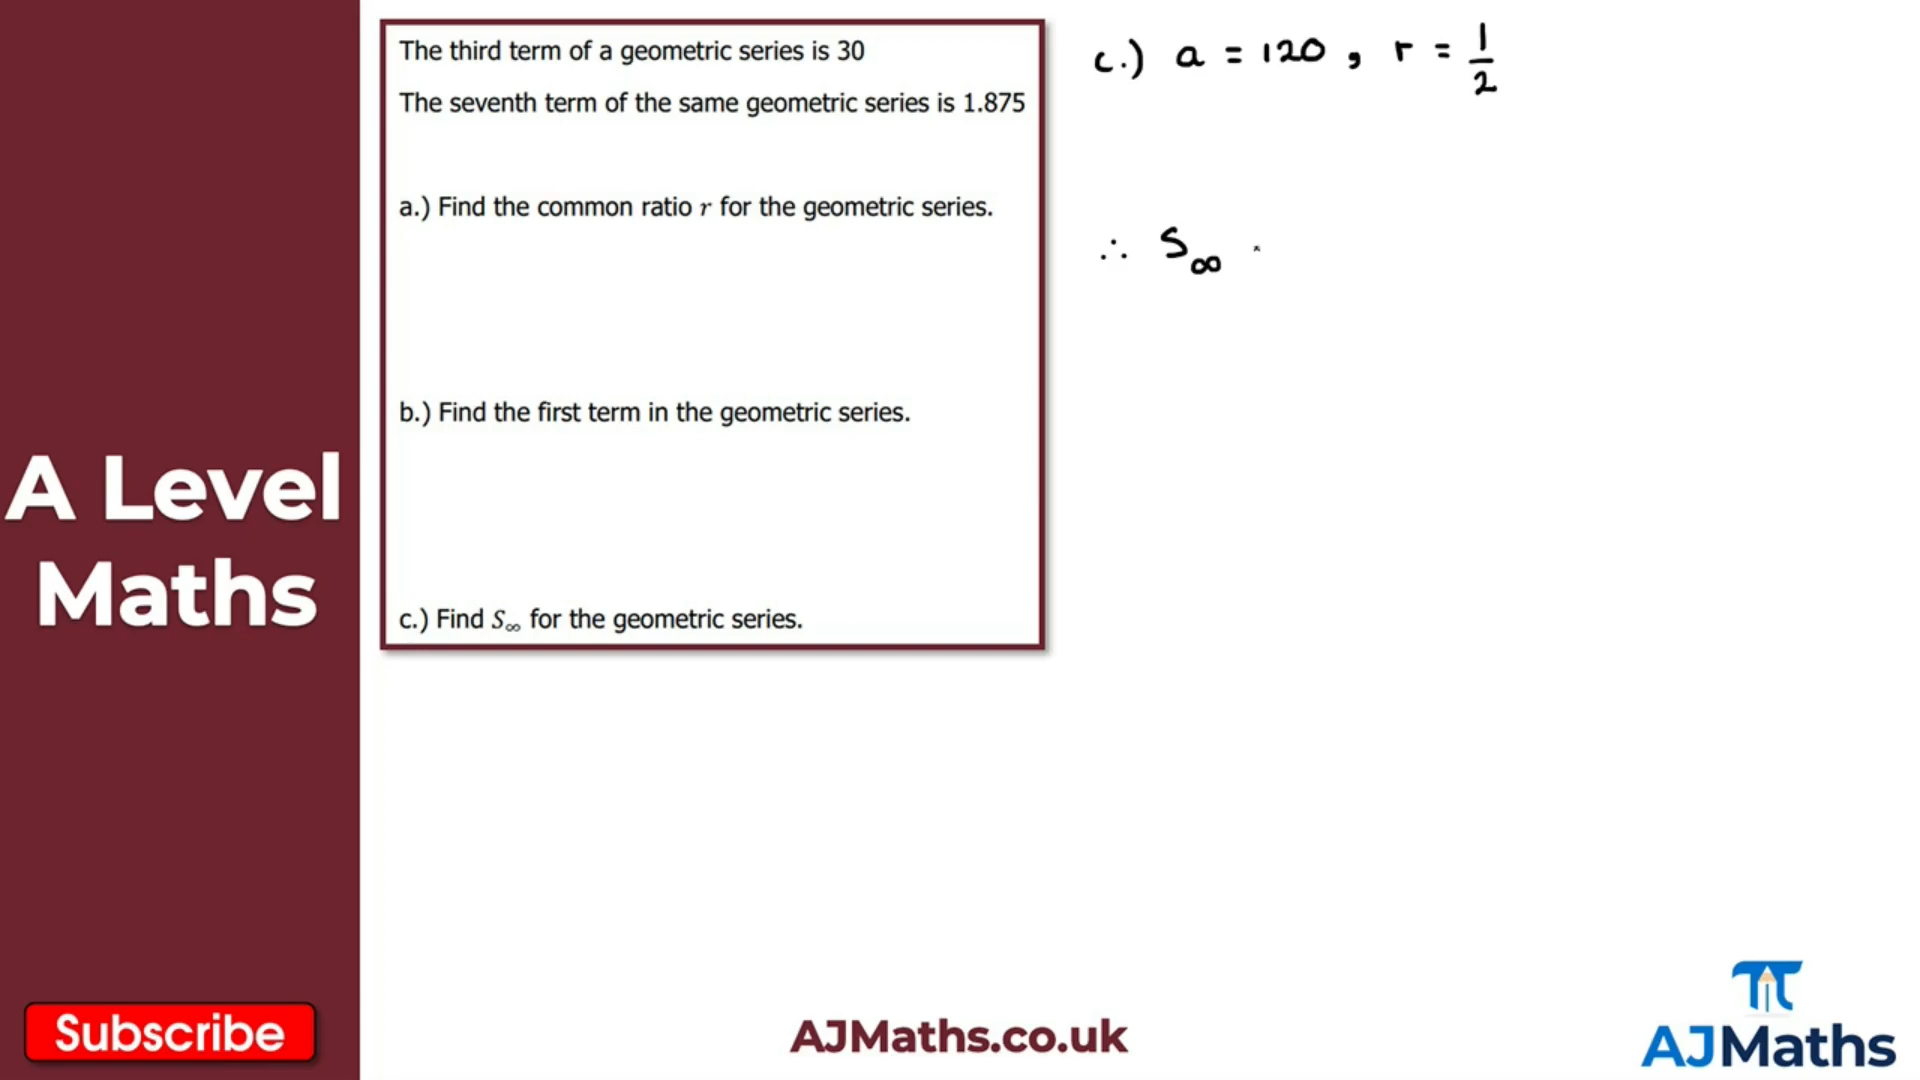 A Level
Maths
Subscribe
The third term of a geometric series is 30
The seventh term of the same geometric series is 1.875
a.) Find the common ratio r for the geometric series.
b.) Find the first term in the geometric series.
c.) Find S∞ for the geometric series.
c.) a = 120 , r = 1/2
∴ S∞
AJMaths.co.uk
AJMaths